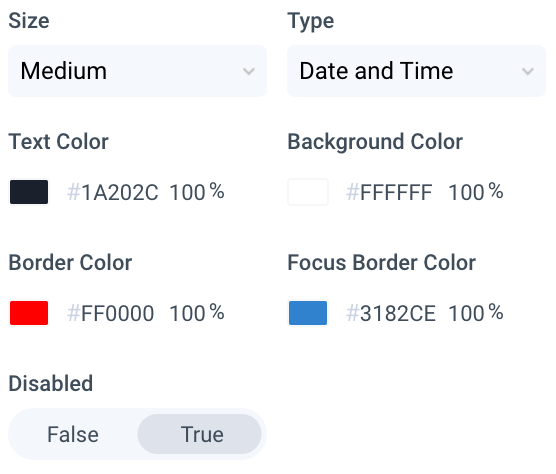 Size
Type
Medium
Date and Time
Text Color
Background Color
#1A202C 100 %
#FFFFFF 100 %
Border Color
Focus Border Color
#FF0000 100 %
#3182CE 100 %
Disabled
False
True